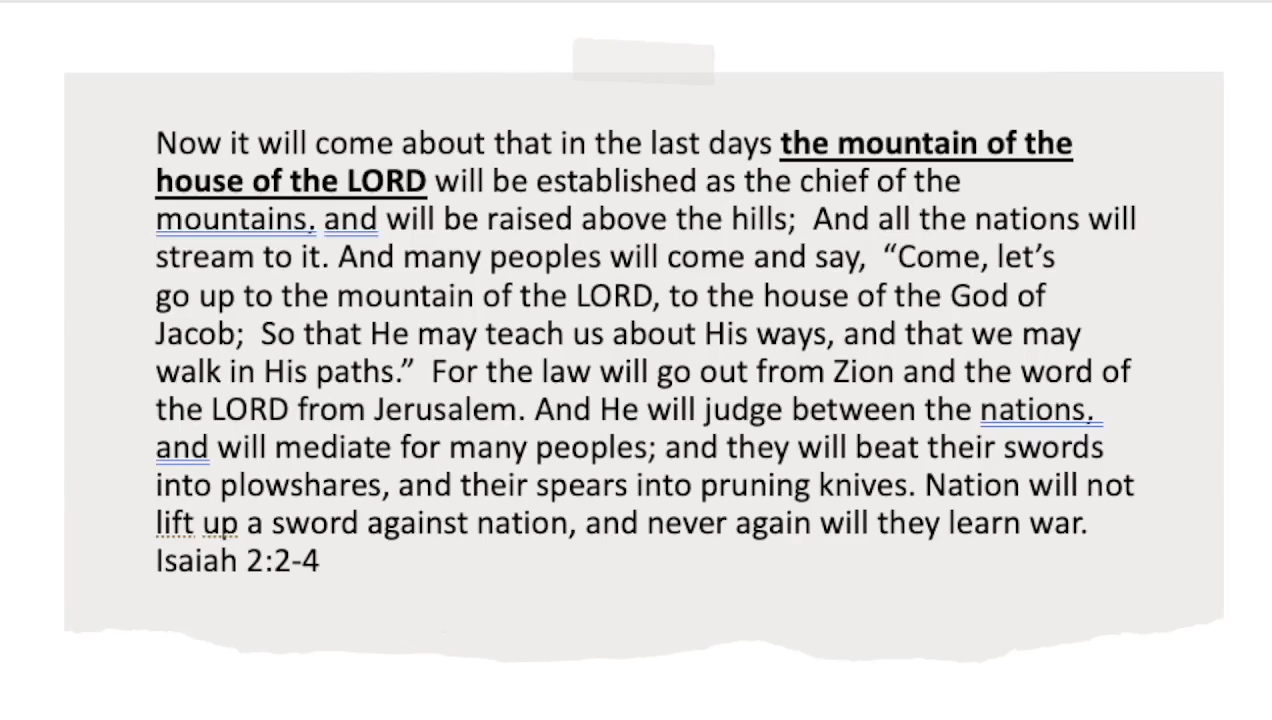 Now it will come about that in the last days the mountain of the
house of the LORD will be established as the chief of the
mountains, and will be raised above the hills;  And all the nations will
stream to it. And many peoples will come and say,  “Come, let’s
go up to the mountain of the LORD, to the house of the God of
Jacob;  So that He may teach us about His ways, and that we may
walk in His paths.”  For the law will go out from Zion and the word of
the LORD from Jerusalem. And He will judge between the nations,
and will mediate for many peoples; and they will beat their swords
into plowshares, and their spears into pruning knives. Nation will not
lift up a sword against nation, and never again will they learn war.
Isaiah 2:2-4